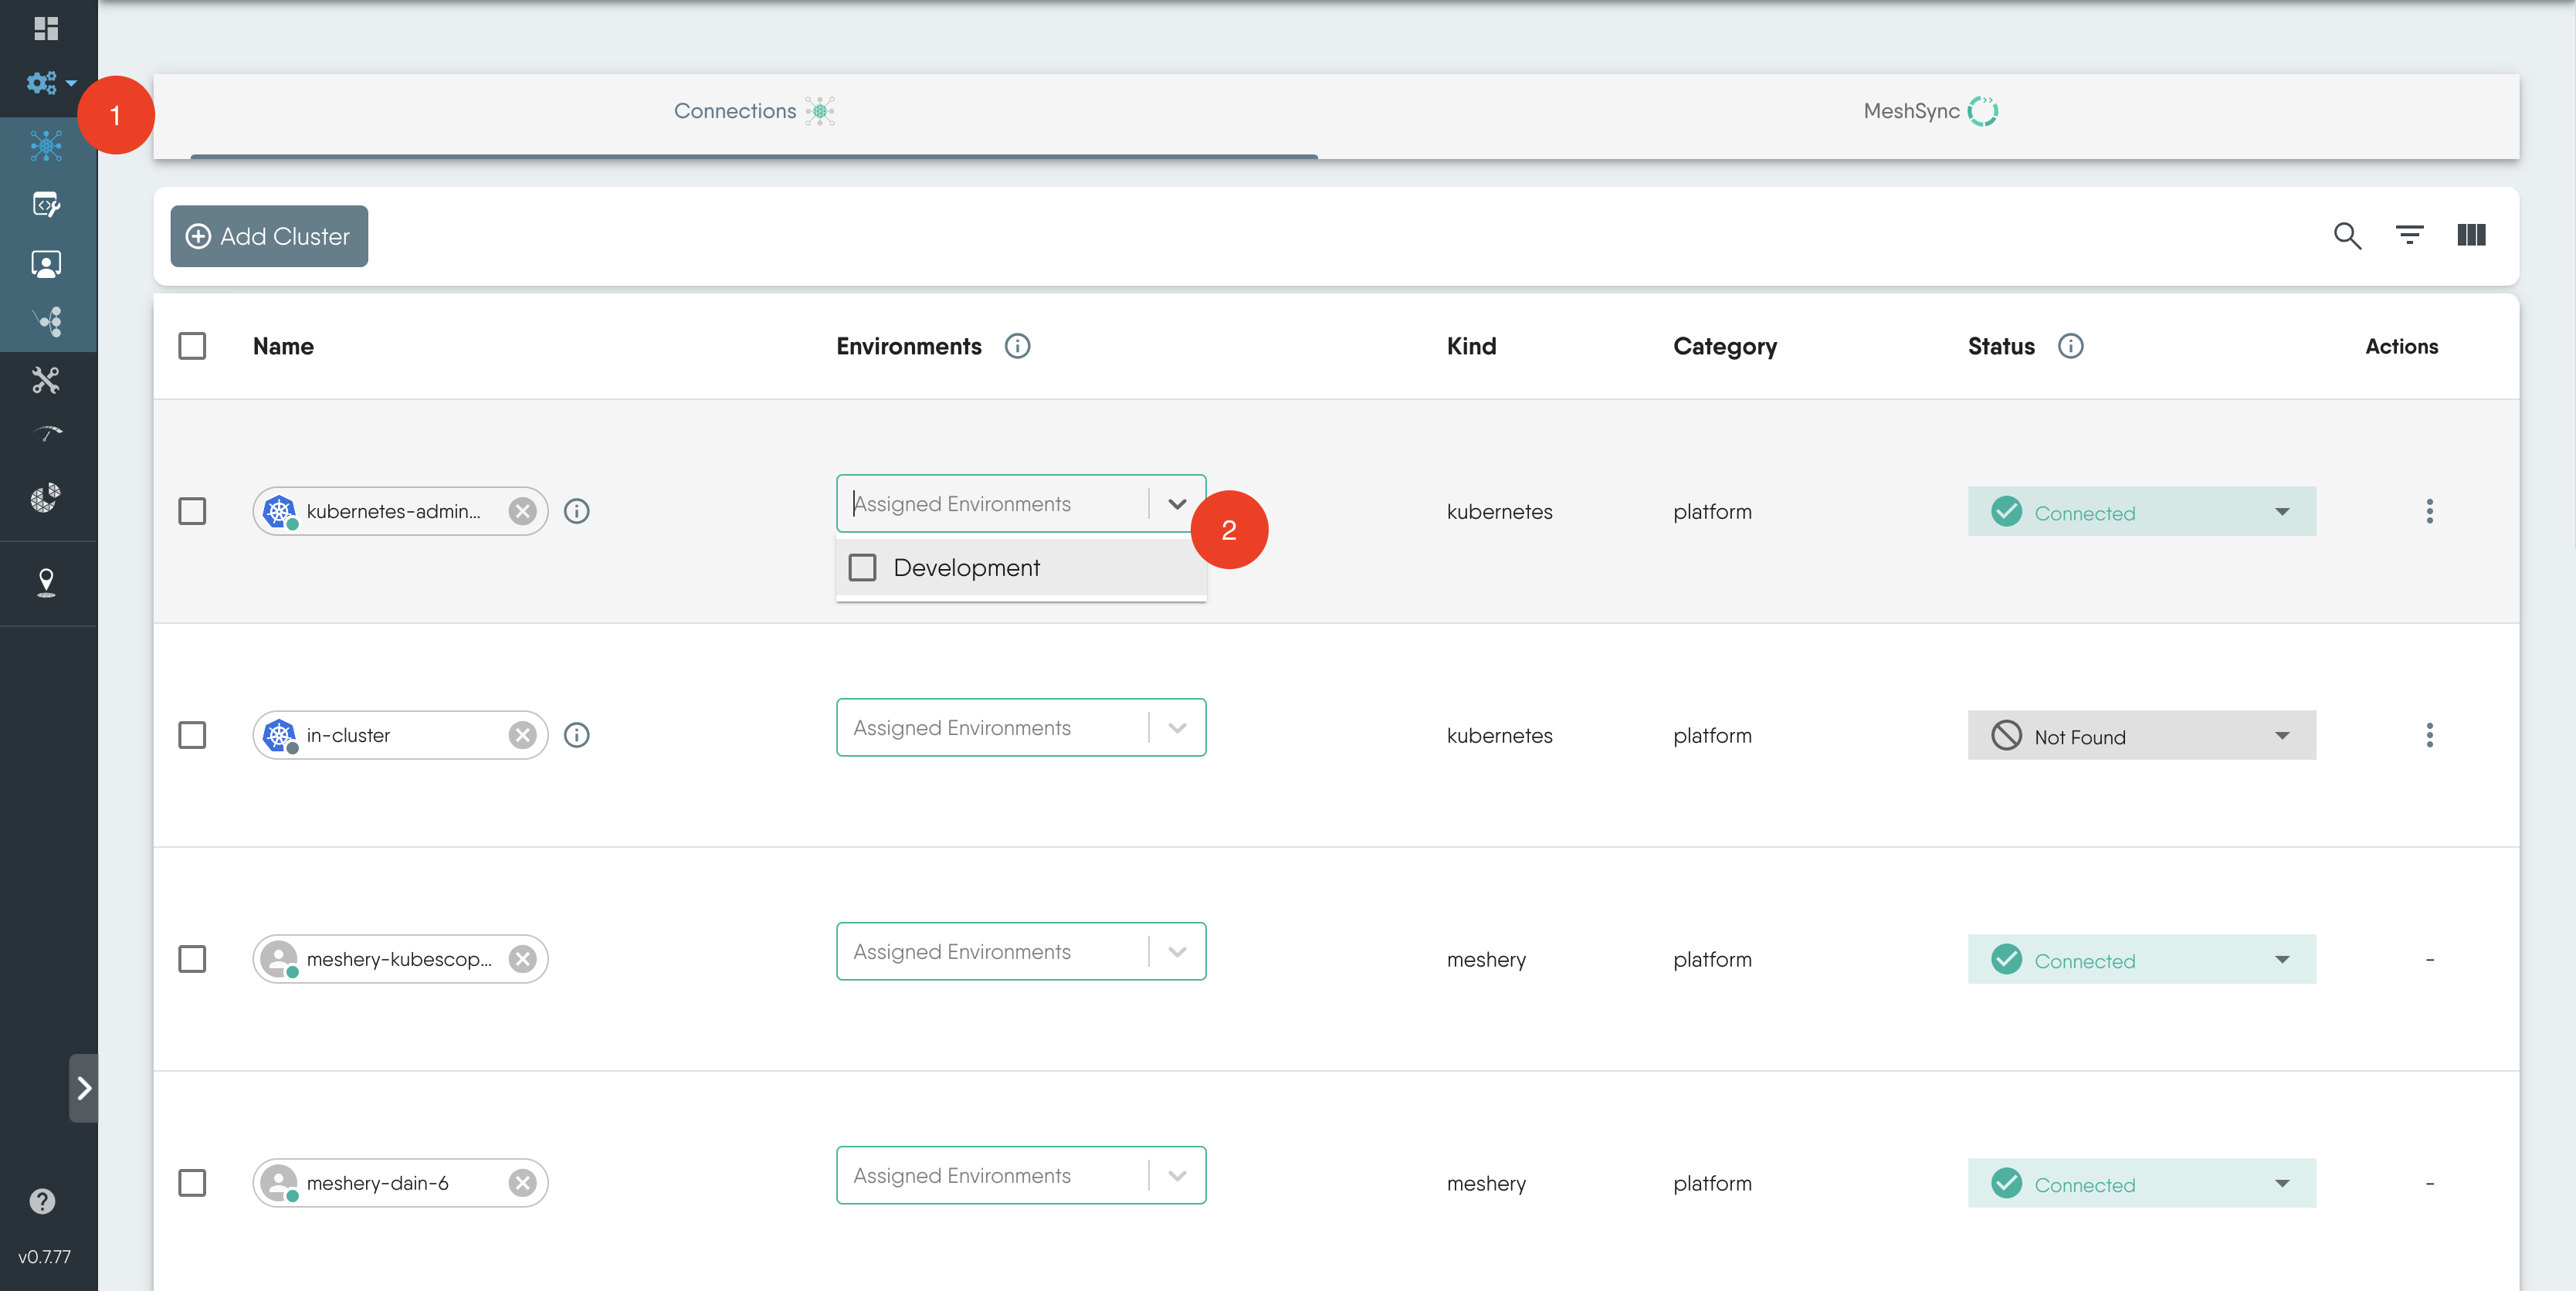 1
Connections
MeshSync
Add Cluster
Name Environments Kind Category Status Actions
kubernetes-admin... Assigned Environments kubernetes platform Connected
2
Development
in-cluster Assigned Environments kubernetes platform Not Found
meshery-kubescop... Assigned Environments meshery platform Connected -
meshery-dain-6 Assigned Environments meshery platform Connected -
v0.7.77